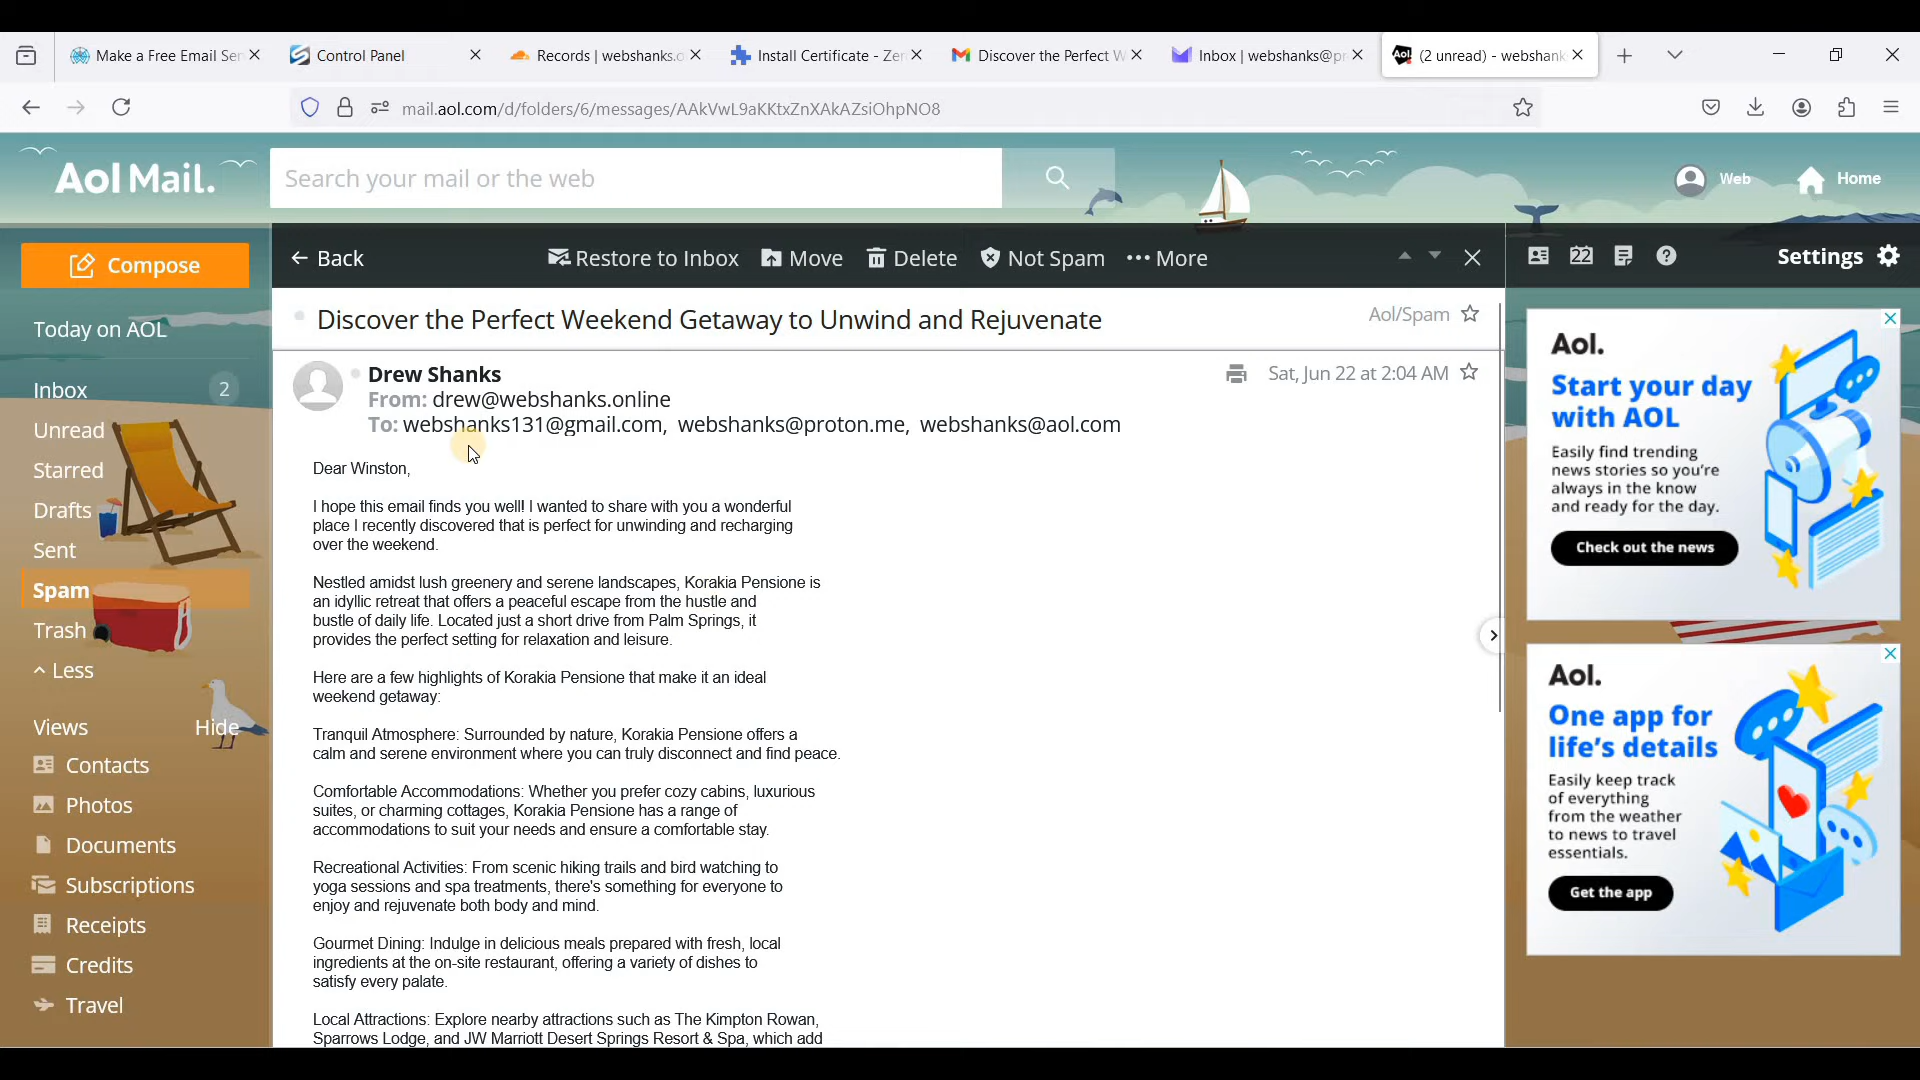 Make a Free Email Ser
Control Panel
Records | webshanks.o
Install Certificate - Zer
Discover the Perfect W
Inbox | webshanks@pr
Aol.
(2 unread) - webshank
mail.aol.com/d/folders/6/messages/AAkVwL9aKKtxZnXAkAZsiOhpNO8
Aol Mail.
Search your mail or the web
Web
Home
Compose
Back
Restore to Inbox
Move
Delete
Not Spam
More
22
Settings
Today on AOL
Inbox 2
Unread
Starred
Drafts
Sent
Spam
Trash
Less
Views Hide
Contacts
Photos
Documents
Subscriptions
Receipts
Credits
Travel
Discover the Perfect Weekend Getaway to Unwind and Rejuvenate
Aol/Spam
Drew Shanks
Sat, Jun 22 at 2:04 AM
From: drew@webshanks.online
To: webshanks131@gmail.com, webshanks@proton.me, webshanks@aol.com
Dear Winston,
I hope this email finds you well! I wanted to share with you a wonderful
place I recently discovered that is perfect for unwinding and recharging
over the weekend.
Nestled amidst lush greenery and serene landscapes, Korakia Pensione is
an idyllic retreat that offers a peaceful escape from the hustle and
bustle of daily life. Located just a short drive from Palm Springs, it
provides the perfect setting for relaxation and leisure.
Here are a few highlights of Korakia Pensione that make it an ideal
weekend getaway:
Tranquil Atmosphere: Surrounded by nature, Korakia Pensione offers a
calm and serene environment where you can truly disconnect and find peace.
Comfortable Accommodations: Whether you prefer cozy cabins, luxurious
suites, or charming cottages, Korakia Pensione has a range of
accommodations to suit your needs and ensure a comfortable stay.
Recreational Activities: From scenic hiking trails and bird watching to
yoga sessions and spa treatments, there's something for everyone to
enjoy and rejuvenate both body and mind.
Gourmet Dining: Indulge in delicious meals prepared with fresh, local
ingredients at the on-site restaurant, offering a variety of dishes to
satisfy every palate.
Local Attractions: Explore nearby attractions such as The Kimpton Rowan,
Sparrows Lodge, and JW Marriott Desert Springs Resort & Spa, which add
Aol.
Start your day
with AOL
Easily find trending
news stories so you're
always in the know
and ready for the day.
Check out the news
Aol.
One app for
life's details
Easily keep track
of everything
from the weather
to news to travel
essentials.
Get the app